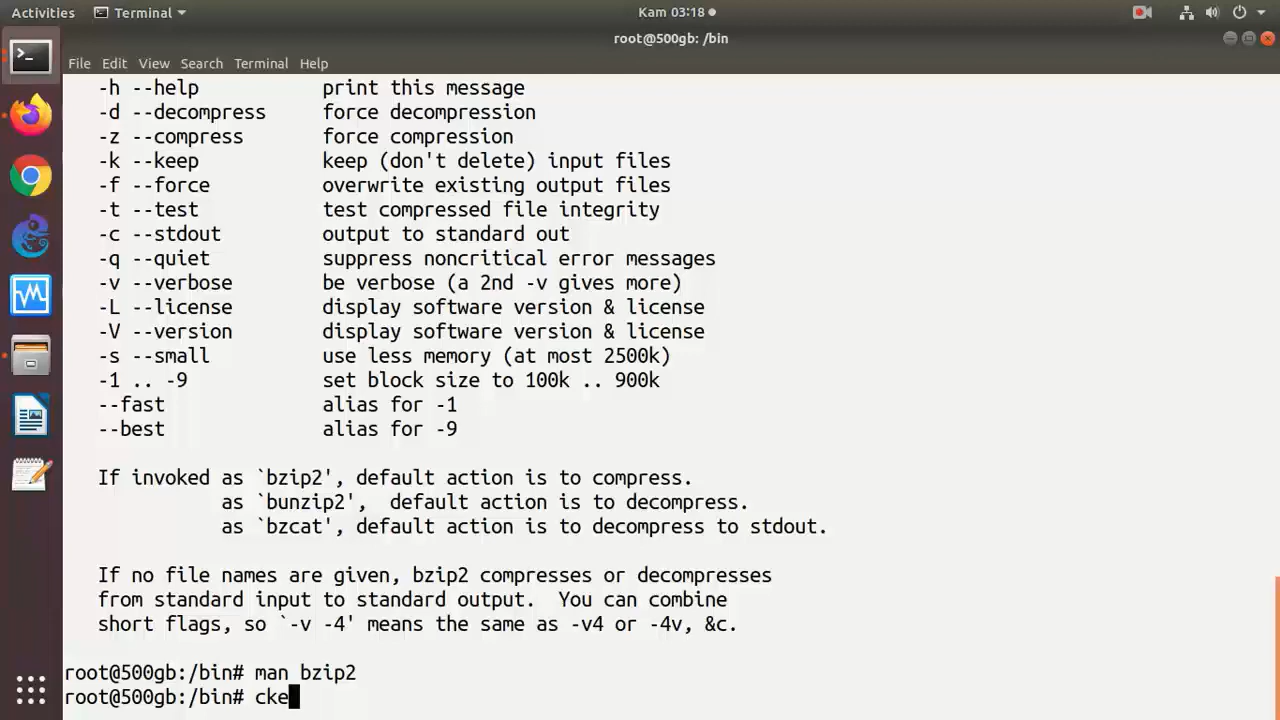 Activities
Terminal
Kam 03:18
root@500gb: /bin
File Edit View Search Terminal Help
-h --help print this message
-d --decompress force decompression
-z --compress force compression
-k --keep keep (don't delete) input files
-f --force overwrite existing output files
-t --test test compressed file integrity
-c --stdout output to standard out
-q --quiet suppress noncritical error messages
-v --verbose be verbose (a 2nd -v gives more)
-L --license display software version & license
-V --version display software version & license
-s --small use less memory (at most 2500k)
-1 .. -9 set block size to 100k .. 900k
--fast alias for -1
--best alias for -9
If invoked as `bzip2', default action is to compress.
as `bunzip2', default action is to decompress.
as `bzcat', default action is to decompress to stdout.
If no file names are given, bzip2 compresses or decompresses
from standard input to standard output. You can combine
short flags, so `-v -4' means the same as -v4 or -4v, &c.
root@500gb:/bin# man bzip2
root@500gb:/bin# cke